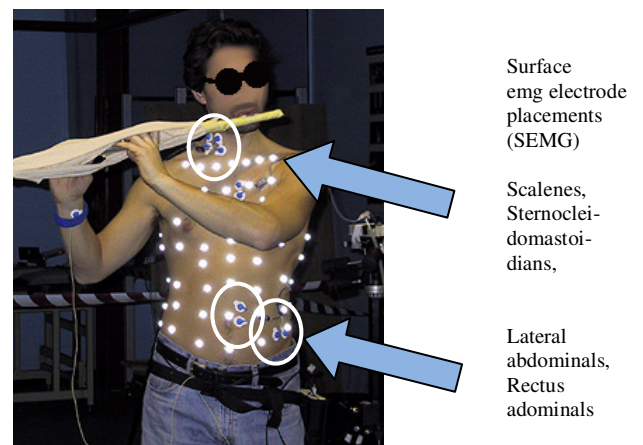 Surface
emg electrode
placements
(SEMG)
Scalenes,
Sternoclei-
domastoi-
dians,
Lateral
abdominals,
Rectus
adominals